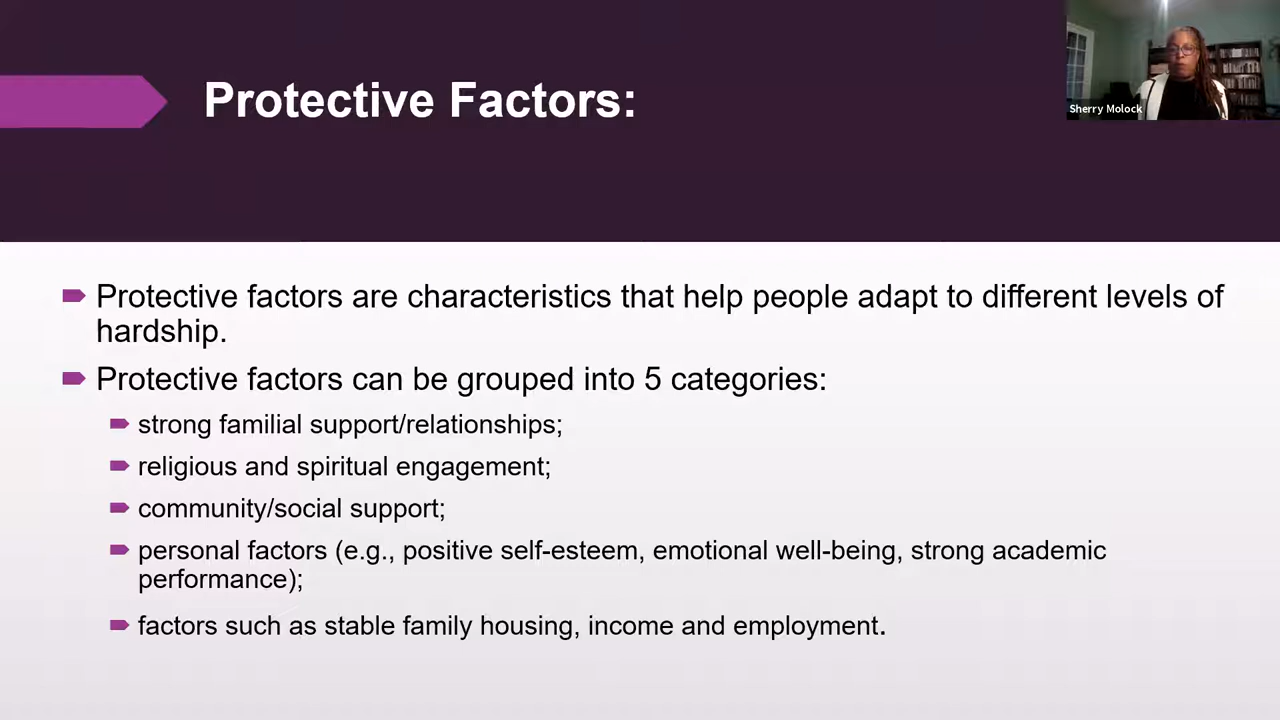 Protective Factors:
Sherry Molock
Protective factors are characteristics that help people adapt to different levels of
hardship.
Protective factors can be grouped into 5 categories:
strong familial support/relationships;
religious and spiritual engagement;
community/social support;
personal factors (e.g., positive self-esteem, emotional well-being, strong academic
performance);
factors such as stable family housing, income and employment.